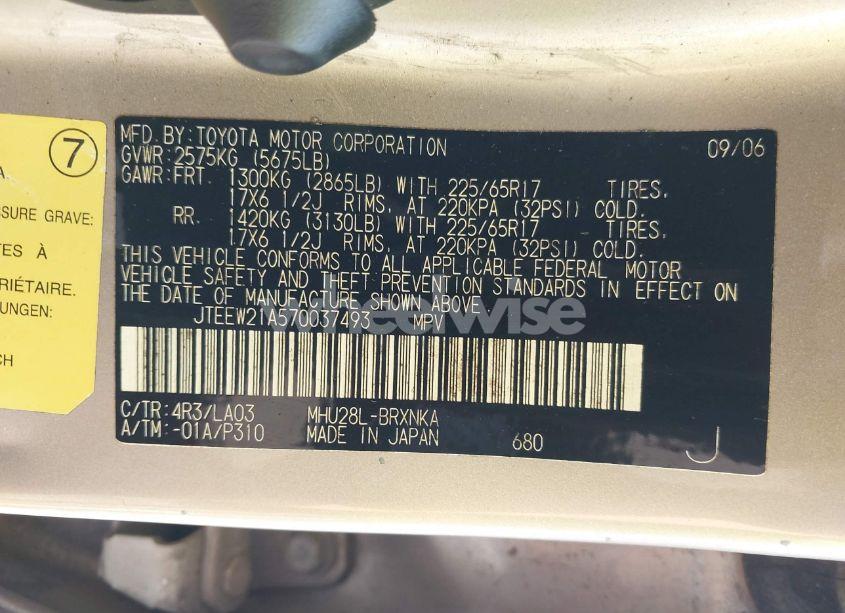 7
A.
SSURE GRAVE:
TES À
PRIÉTAIRE.
UNGEN:
CH
MFD. BY: TOYOTA MOTOR CORPORATION 09/06
GVWR: 2575KG (5675LB)
GAWR: FRT. 1300KG (2865LB) WITH 225/65R17 TIRES,
17X6 1/2J RIMS, AT 220KPA (32PSI) COLD.
RR. 1420KG (3130LB) WITH 225/65R17 TIRES,
17X6 1/2J RIMS, AT 220KPA (32PSI) COLD.
THIS VEHICLE CONFORMS TO ALL APPLICABLE FEDERAL MOTOR
VEHICLE SAFETY AND THEFT PREVENTION STANDARDS IN EFFECT ON
THE DATE OF MANUFACTURE SHOWN ABOVE.
JTEEW21A570037493 MPV
C/TR: 4R3/LA03 MHU28L-BRXNKA
A/TM: -01A/P310 MADE IN JAPAN 680 J